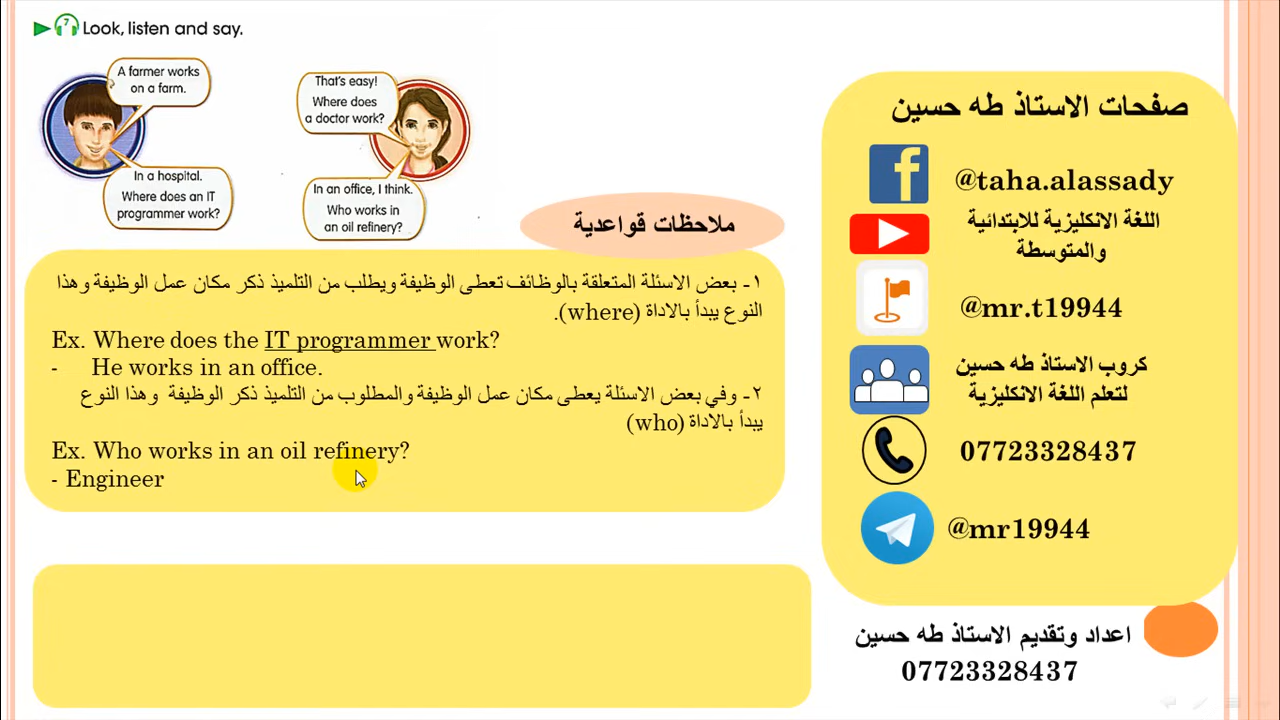 7 Look, listen and say.
A farmer works
on a farm.
That's easy!
Where does
a doctor work?
In a hospital.
Where does an IT
programmer work?
In an office, I think.
Who works in
an oil refinery?
ملاحظات قواعدية
١- بعض الاسئلة المتعلقة بالوظائف تعطى الوظيفة ويطلب من التلميذ ذكر مكان عمل الوظيفة وهذا
النوع يبدأ بالاداة (where).
Ex. Where does the IT programmer work?
- He works in an office.
٢- وفي بعض الاسئلة يعطى مكان عمل الوظيفة والمطلوب من التلميذ ذكر الوظيفة وهذا النوع
يبدأ بالاداة (who)
Ex. Who works in an oil refinery?
- Engineer
صفحات الاستاذ طه حسين
@taha.alassady
اللغة الانكليزية للابتدائية
والمتوسطة
@mr.t19944
كروب الاستاذ طه حسين
لتعلم اللغة الانكليزية
07723328437
@mr19944
اعداد وتقديم الاستاذ طه حسين
07723328437